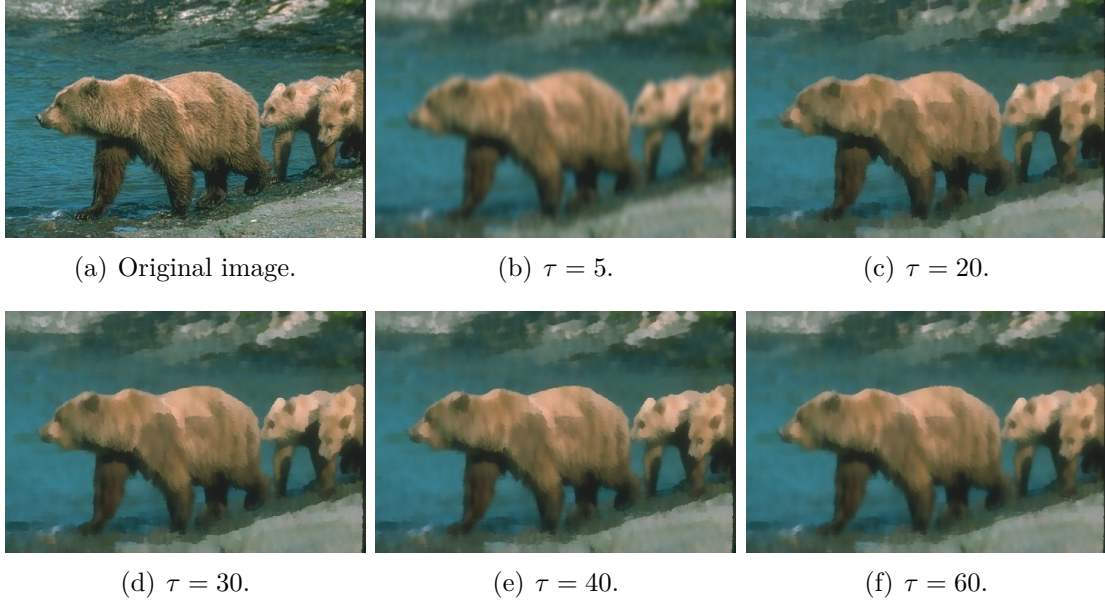 (a) Original image.
(b) τ = 5.
(c) τ = 20.
(d) τ = 30.
(e) τ = 40.
(f) τ = 60.